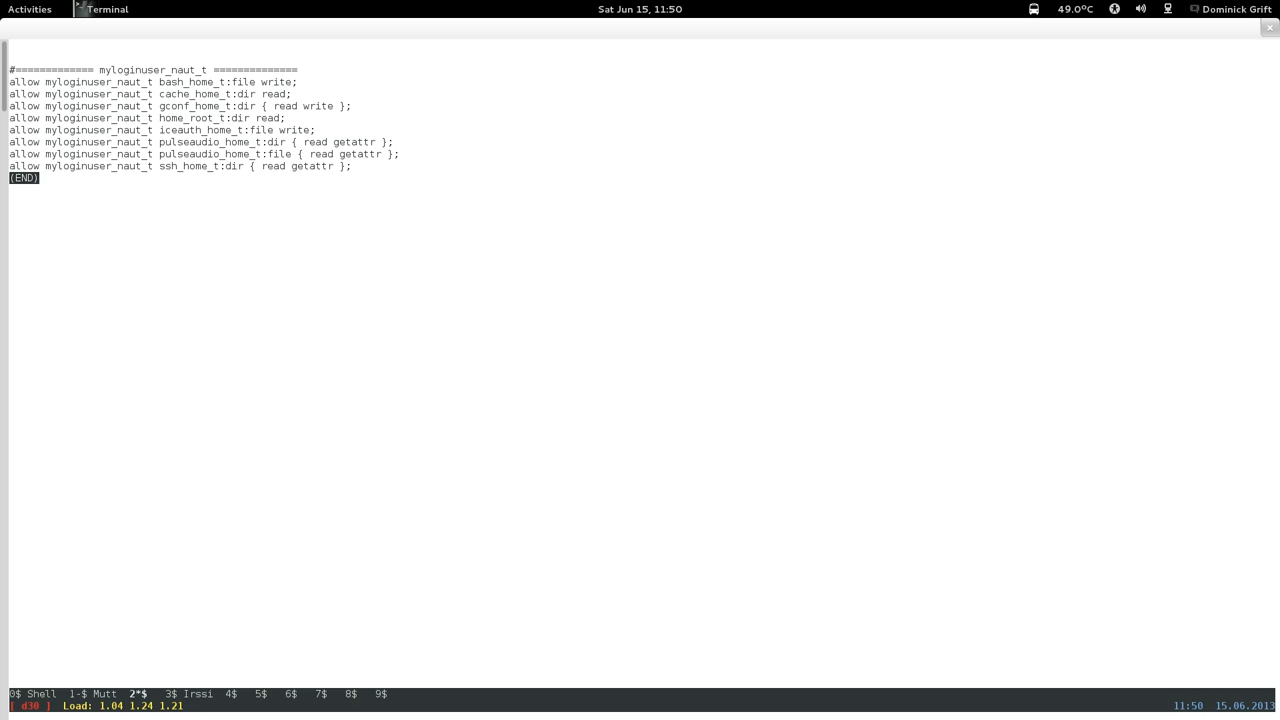 Activities
Terminal
Sat Jun 15, 11:50
49.0°C
Dominick Grift
#============= myloginuser_naut_t ==============
allow myloginuser_naut_t bash_home_t:file write;
allow myloginuser_naut_t cache_home_t:dir read;
allow myloginuser_naut_t gconf_home_t:dir { read write };
allow myloginuser_naut_t home_root_t:dir read;
allow myloginuser_naut_t iceauth_home_t:file write;
allow myloginuser_naut_t pulseaudio_home_t:dir { read getattr };
allow myloginuser_naut_t pulseaudio_home_t:file { read getattr };
allow myloginuser_naut_t ssh_home_t:dir { read getattr };
(END)
0$ Shell  1-$ Mutt  2*$  3$ Irssi  4$  5$  6$  7$  8$  9$
[ d30 ]  Load: 1.04 1.24 1.21  11:50  15.06.2013